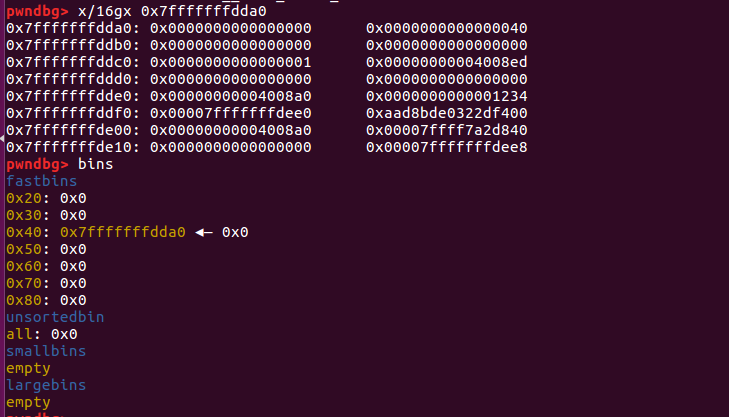 pwndbg> x/16gx 0x7fffffffdda0
0x7fffffffdda0: 0x0000000000000000 0x0000000000000040
0x7fffffffddb0: 0x0000000000000000 0x0000000000000000
0x7fffffffddc0: 0x0000000000000001 0x00000000004008ed
0x7fffffffddd0: 0x0000000000000000 0x0000000000000000
0x7fffffffdde0: 0x00000000004008a0 0x0000000000001234
0x7fffffffddf0: 0x00007fffffffdee0 0xaad8bde0322df400
0x7fffffffde00: 0x00000000004008a0 0x00007ffff7a2d840
0x7fffffffde10: 0x0000000000000000 0x00007fffffffdee8
pwndbg> bins
fastbins
0x20: 0x0
0x30: 0x0
0x40: 0x7fffffffdda0 ◂— 0x0
0x50: 0x0
0x60: 0x0
0x70: 0x0
0x80: 0x0
unsortedbin
all: 0x0
smallbins
empty
largebins
empty